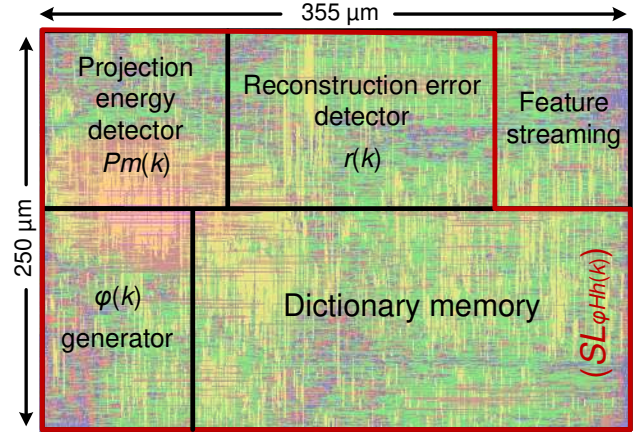 355 µm
250 µm
Projection
energy
detector
Pm(k)
Reconstruction error
detector
r(k)
Feature
streaming
φ(k)
generator
Dictionary memory
(SLφHh(k))